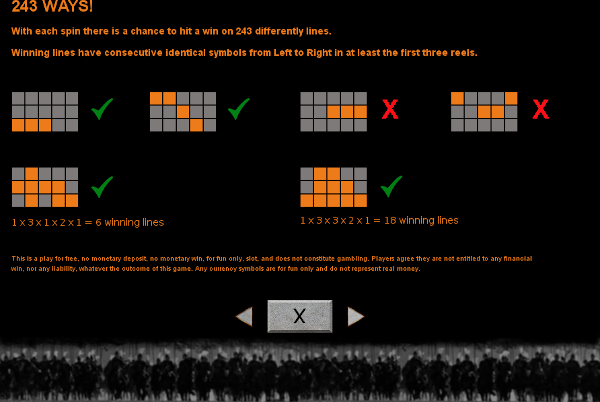 243 WAYS!
With each spin there is a chance to hit a win on 243 differently lines.
Winning lines have consecutive identical symbols from Left to Right in at least the first three reels.
X
X
1 x 3 x 1 x 2 x 1 = 6 winning lines
1 x 3 x 3 x 2 x 1 = 18 winning lines
This is a play for free, no monetary deposit, no monetary win, for fun only, slot, and does not constitute gambling. Players agree they are not entitled to any financial
win, nor any liability, whatever the outcome of this game. Any currency symbols are for fun only and do not represent real money.
X